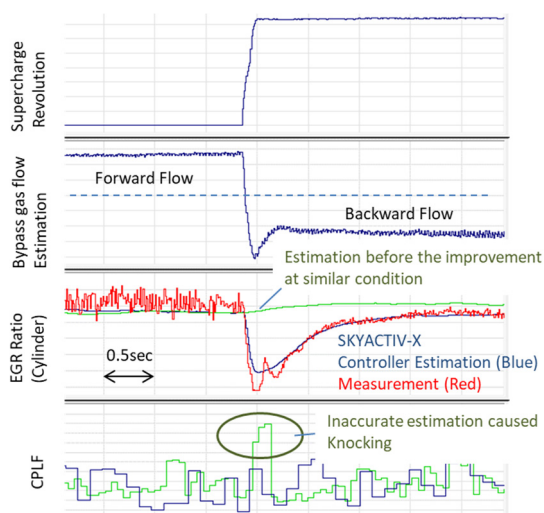 Supercharge
Revolution
Bypass gas flow
Estimation
Forward Flow
Backward Flow
Estimation before the improvement
at similar condition
EGR Ratio
(Cylinder)
0.5sec
SKYACTIV-X
Controller Estimation (Blue)
Measurement (Red)
Inaccurate estimation caused
Knocking
CPLF